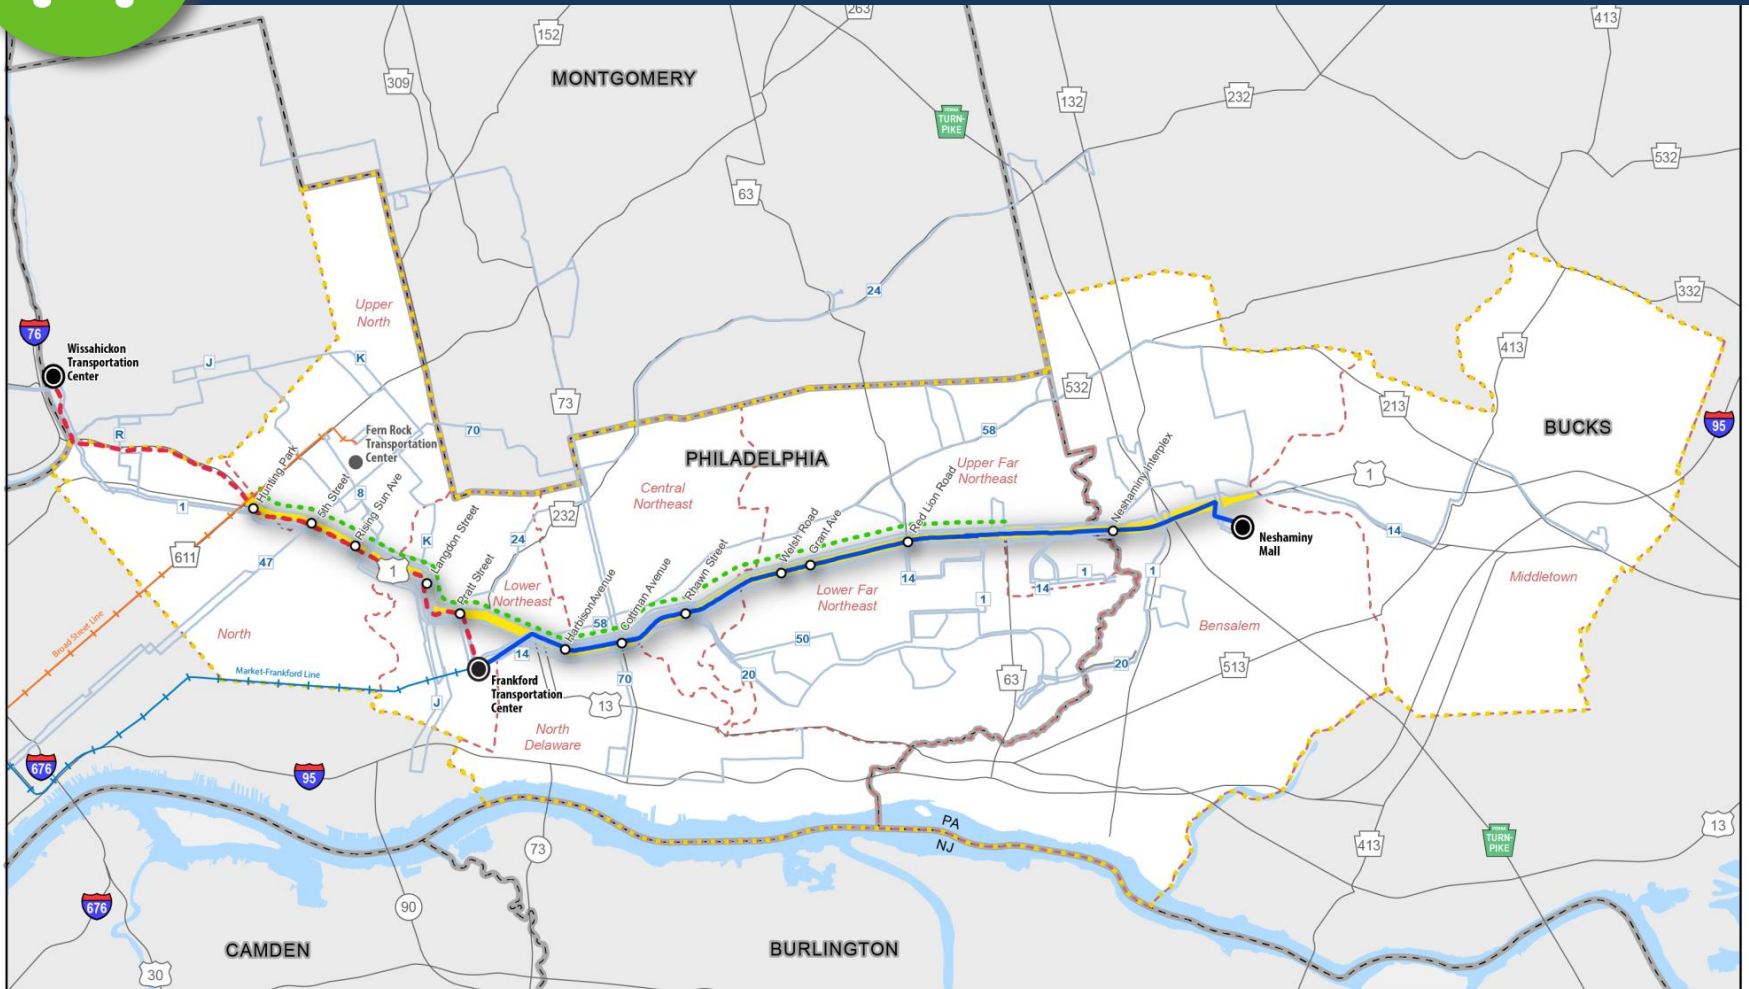 263
413
152
MONTGOMERY
309
232
132
PENNA
TURN-
PIKE
532
63
24
332
Upper
North
76
Wissahickon
Transportation
Center
J
K
413
532
73
213
95
R
Fern Rock
Transportation
Center
70
58
BUCKS
PHILADELPHIA
Hunting Park
5th Street
8
Rising Sun Ave
Central
Northeast
Upper Far
Northeast
Red Lion Road
Neshaminy Interplex
1
1
232
Langdon Street
K
24
Welsh Road
Grant Ave
14
Neshaminy
Mall
611
47
1
Pratt Street
Rhawn Street
Harbison Avenue
Cottman Avenue
14
1
1
14
Middletown
Lower
Northeast
Lower Far
Northeast
1
Broad Street Line
North
58
50
Bensalem
Market-Frankford Line
14
70
20
63
20
513
Frankford
Transportation
Center
J
13
North
Delaware
676
95
PA
NJ
73
413
PENNA
TURN-
PIKE
13
676
90
CAMDEN
BURLINGTON
30